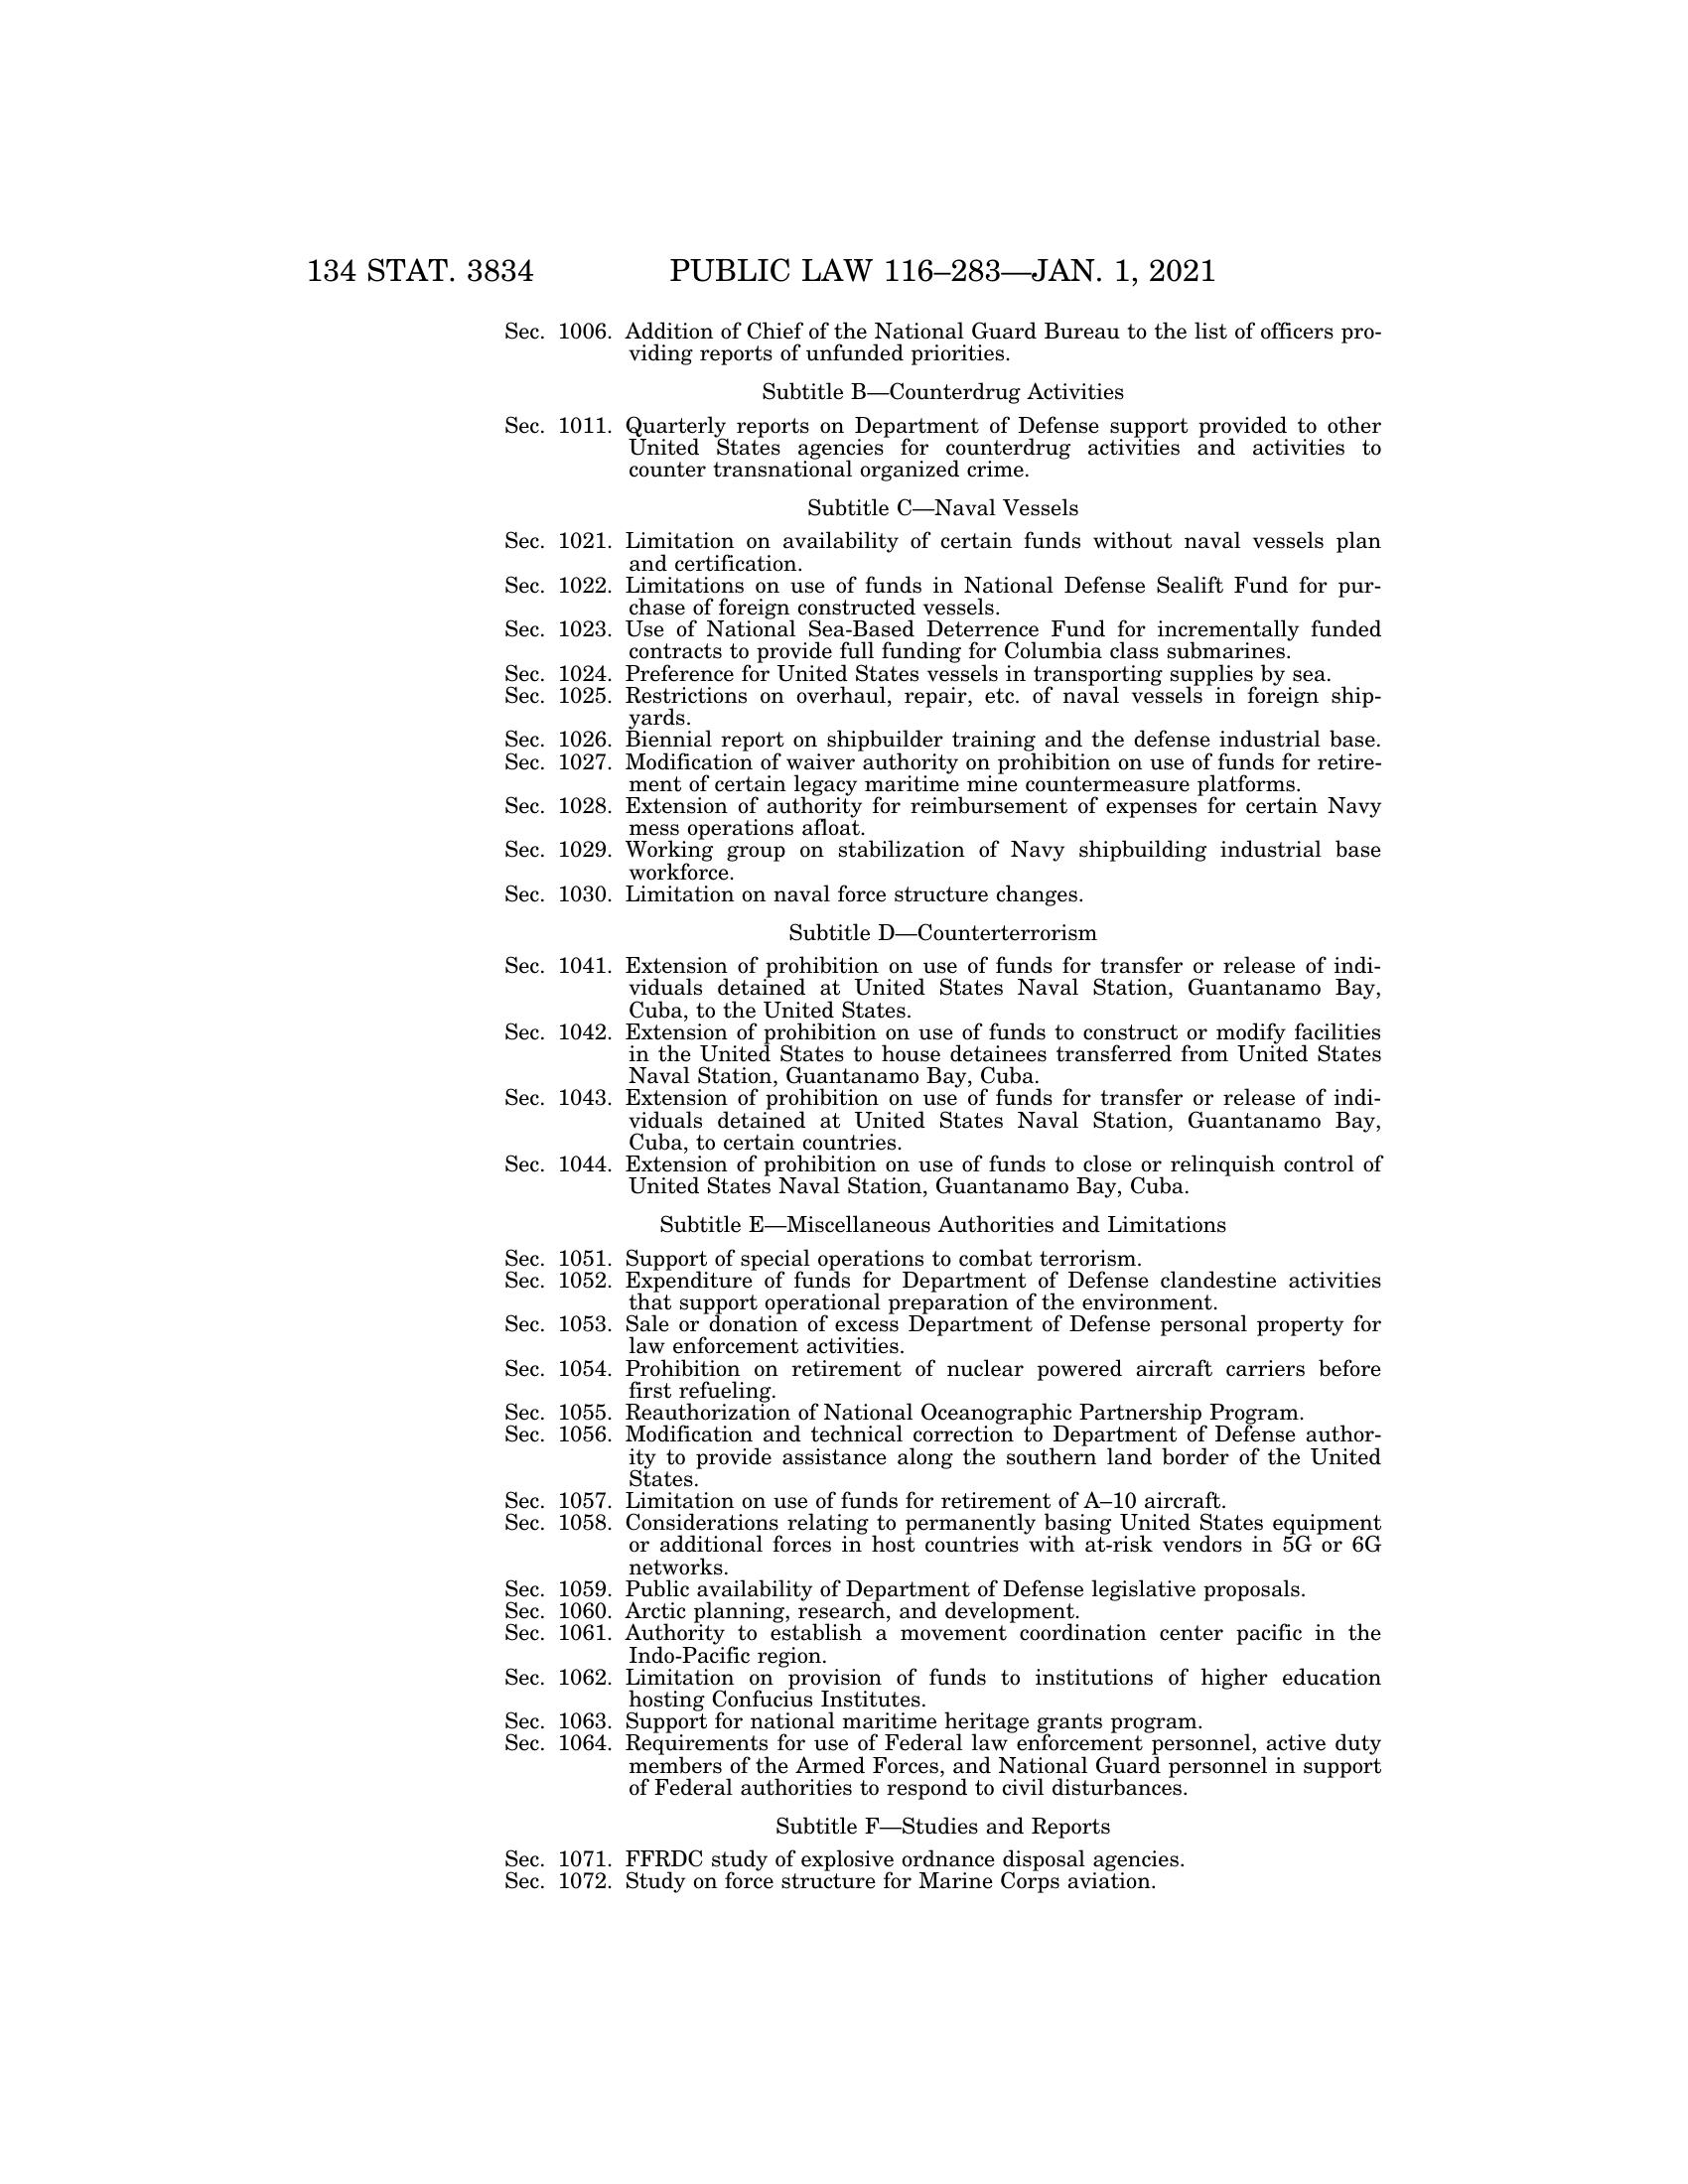 134 STAT. 3834 PUBLIC LAW 116–283—JAN. 1, 2021
Sec. 1006. Addition of Chief of the National Guard Bureau to the list of officers pro-
viding reports of unfunded priorities.
Subtitle B—Counterdrug Activities
Sec. 1011. Quarterly reports on Department of Defense support provided to other
United States agencies for counterdrug activities and activities to
counter transnational organized crime.
Subtitle C—Naval Vessels
Sec. 1021. Limitation on availability of certain funds without naval vessels plan
and certification.
Sec. 1022. Limitations on use of funds in National Defense Sealift Fund for pur-
chase of foreign constructed vessels.
Sec. 1023. Use of National Sea-Based Deterrence Fund for incrementally funded
contracts to provide full funding for Columbia class submarines.
Sec. 1024. Preference for United States vessels in transporting supplies by sea.
Sec. 1025. Restrictions on overhaul, repair, etc. of naval vessels in foreign ship-
yards.
Sec. 1026. Biennial report on shipbuilder training and the defense industrial base.
Sec. 1027. Modification of waiver authority on prohibition on use of funds for retire-
ment of certain legacy maritime mine countermeasure platforms.
Sec. 1028. Extension of authority for reimbursement of expenses for certain Navy
mess operations afloat.
Sec. 1029. Working group on stabilization of Navy shipbuilding industrial base
workforce.
Sec. 1030. Limitation on naval force structure changes.
Subtitle D—Counterterrorism
Sec. 1041. Extension of prohibition on use of funds for transfer or release of indi-
viduals detained at United States Naval Station, Guantanamo Bay,
Cuba, to the United States.
Sec. 1042. Extension of prohibition on use of funds to construct or modify facilities
in the United States to house detainees transferred from United States
Naval Station, Guantanamo Bay, Cuba.
Sec. 1043. Extension of prohibition on use of funds for transfer or release of indi-
viduals detained at United States Naval Station, Guantanamo Bay,
Cuba, to certain countries.
Sec. 1044. Extension of prohibition on use of funds to close or relinquish control of
United States Naval Station, Guantanamo Bay, Cuba.
Subtitle E—Miscellaneous Authorities and Limitations
Sec. 1051. Support of special operations to combat terrorism.
Sec. 1052. Expenditure of funds for Department of Defense clandestine activities
that support operational preparation of the environment.
Sec. 1053. Sale or donation of excess Department of Defense personal property for
law enforcement activities.
Sec. 1054. Prohibition on retirement of nuclear powered aircraft carriers before
first refueling.
Sec. 1055. Reauthorization of National Oceanographic Partnership Program.
Sec. 1056. Modification and technical correction to Department of Defense author-
ity to provide assistance along the southern land border of the United
States.
Sec. 1057. Limitation on use of funds for retirement of A–10 aircraft.
Sec. 1058. Considerations relating to permanently basing United States equipment
or additional forces in host countries with at-risk vendors in 5G or 6G
networks.
Sec. 1059. Public availability of Department of Defense legislative proposals.
Sec. 1060. Arctic planning, research, and development.
Sec. 1061. Authority to establish a movement coordination center pacific in the
Indo-Pacific region.
Sec. 1062. Limitation on provision of funds to institutions of higher education
hosting Confucius Institutes.
Sec. 1063. Support for national maritime heritage grants program.
Sec. 1064. Requirements for use of Federal law enforcement personnel, active duty
members of the Armed Forces, and National Guard personnel in support
of Federal authorities to respond to civil disturbances.
Subtitle F—Studies and Reports
Sec. 1071. FFRDC study of explosive ordnance disposal agencies.
Sec. 1072. Study on force structure for Marine Corps aviation.